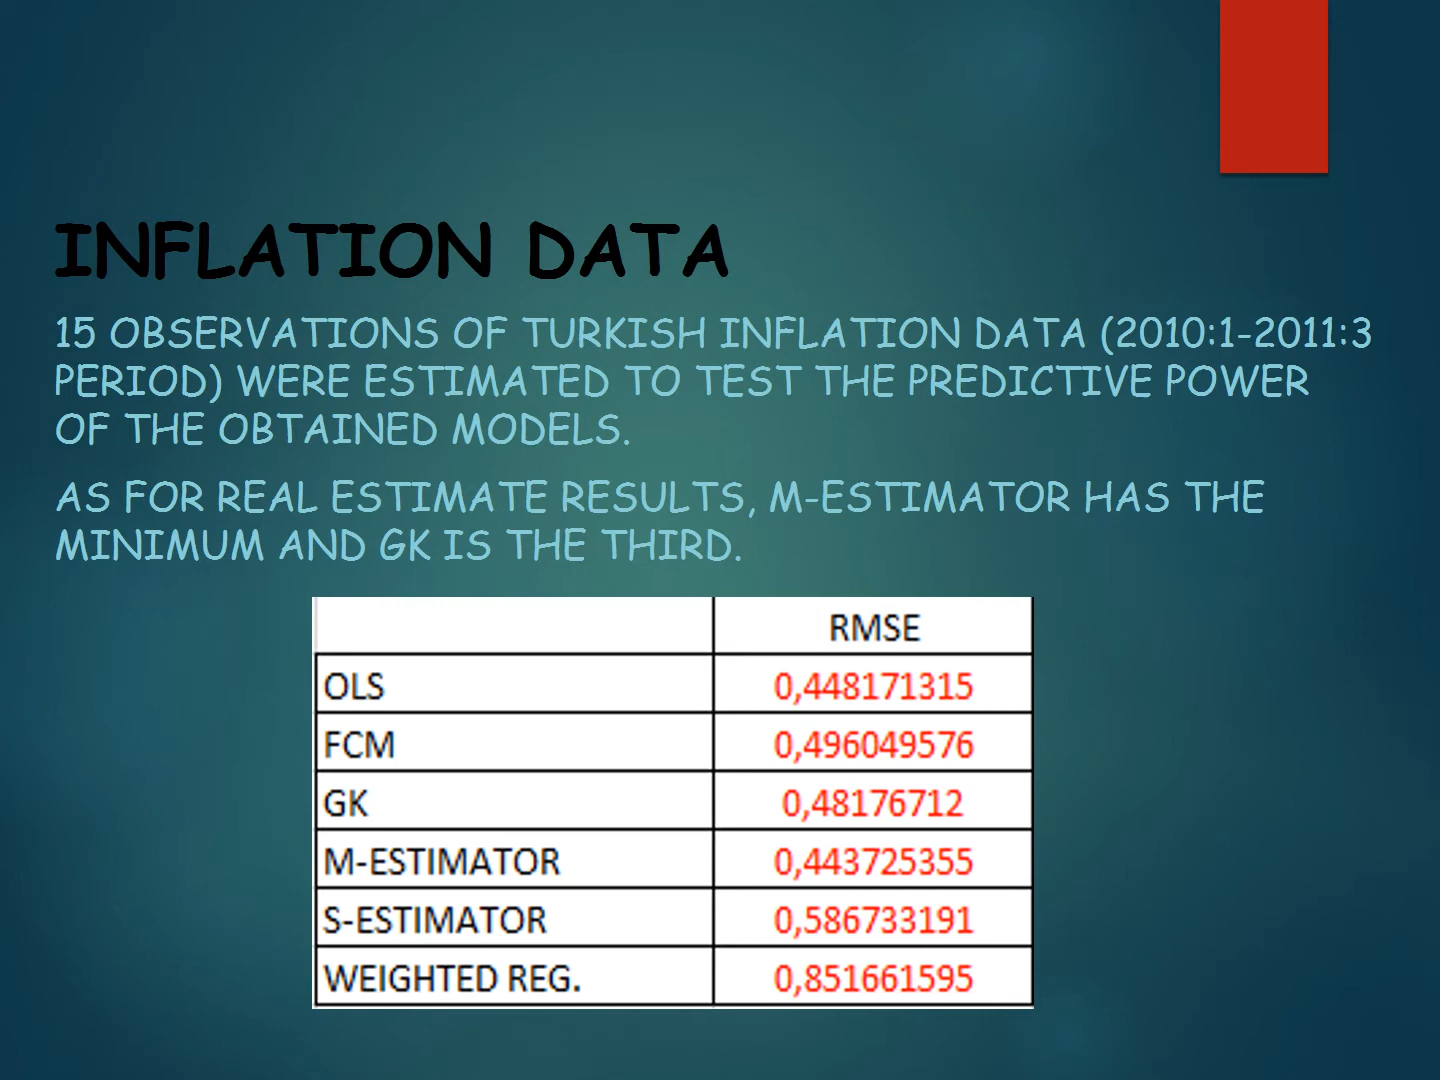 INFLATION DATA
15 OBSERVATIONS OF TURKISH INFLATION DATA (2010:1-2011:3
PERIOD) WERE ESTIMATED TO TEST THE PREDICTIVE POWER
OF THE OBTAINED MODELS.
AS FOR REAL ESTIMATE RESULTS, M-ESTIMATOR HAS THE
MINIMUM AND GK IS THE THIRD.
RMSE
OLS 0,448171315
FCM 0,496049576
GK 0,48176712
M-ESTIMATOR 0,443725355
S-ESTIMATOR 0,586733191
WEIGHTED REG. 0,851661595